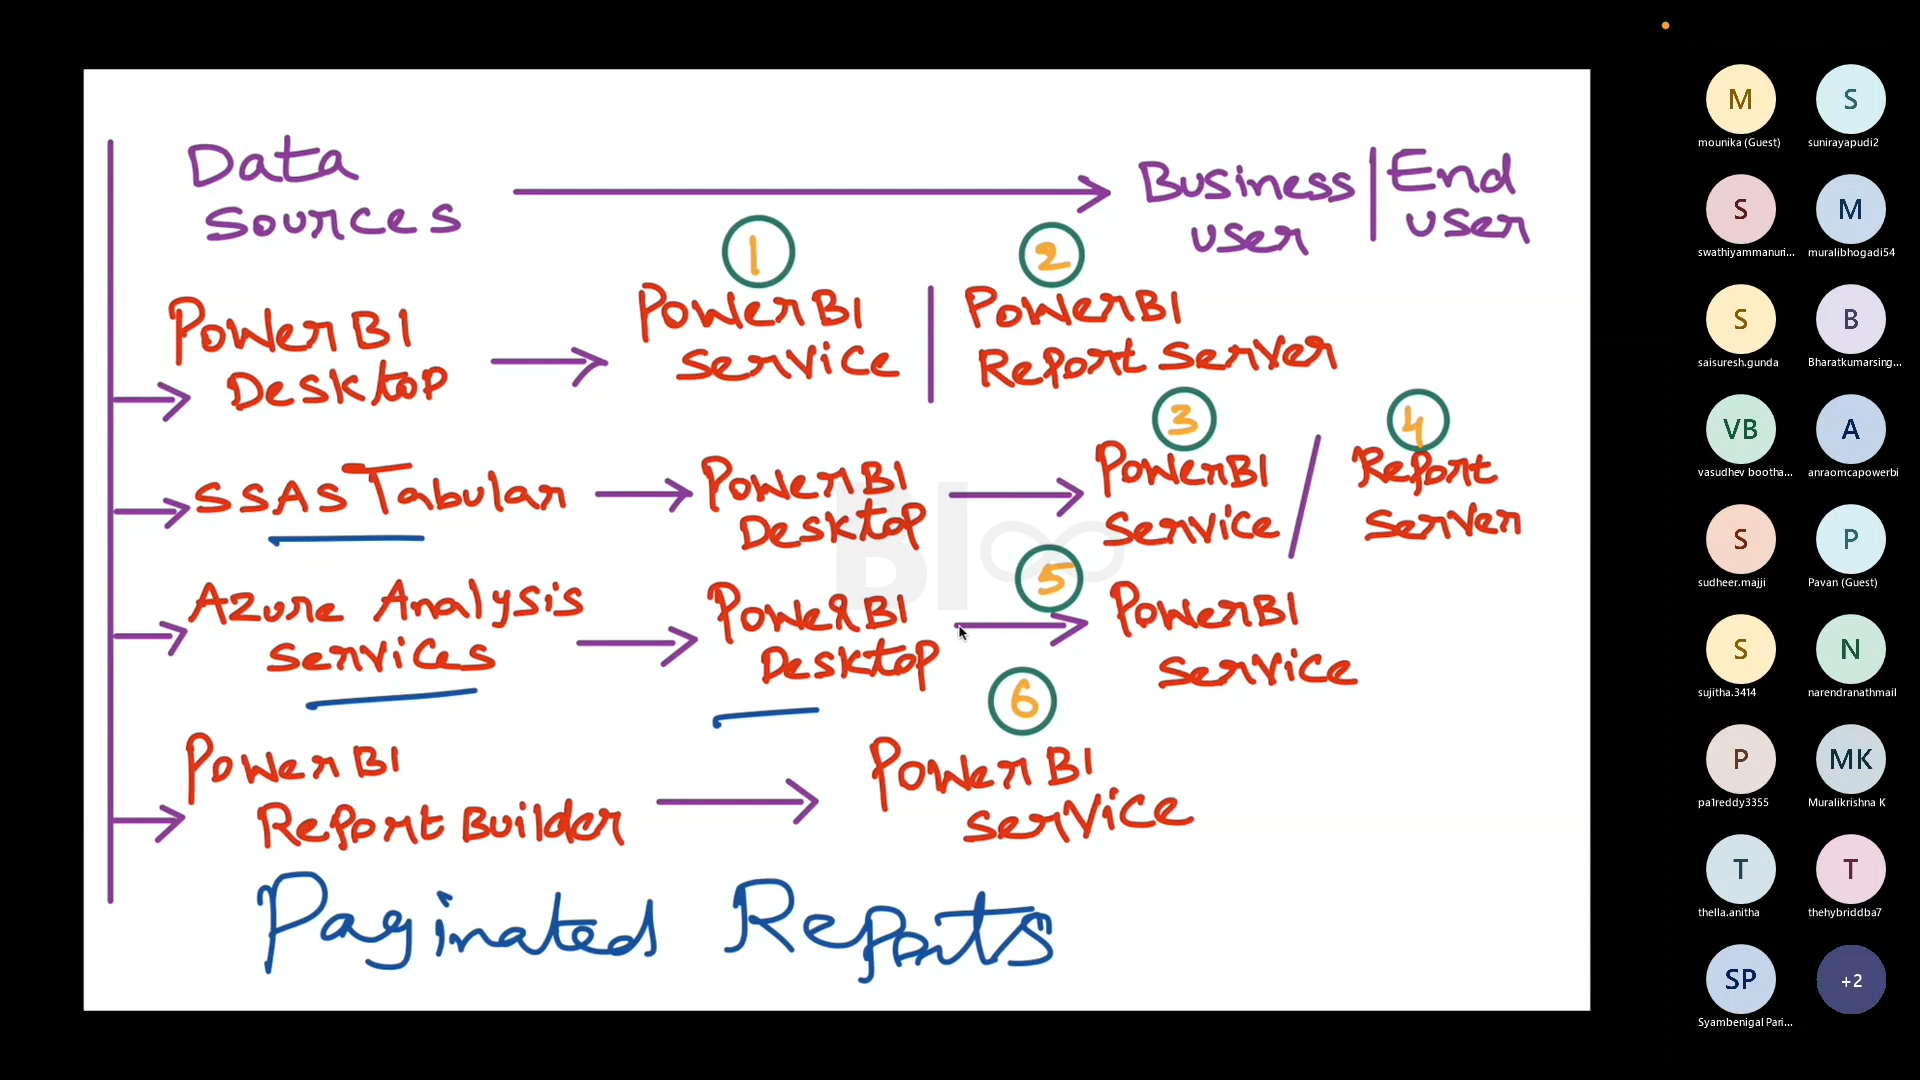 Data
sources
Business | End
user user
1
2
Power BI
Desktop
Power BI
service
Power BI
Report server
3
4
SSAS Tabular
Power BI
Desktop
Power BI
service
Report
server
BI
5
Azure Analysis
services
Power BI
Desktop
Power BI
service
6
Power BI
Report Builder
Power BI
service
Paginated Reports
M
mounika (Guest)
S
sunirayapudi2
S
swathiyammanuri...
M
muralibhogadi54
S
saisuresh.gunda
B
Bharatkumarsing...
VB
vasudhev bootha...
A
anraomcapowerbi
S
sudheer.majji
P
Pavan (Guest)
S
sujitha.3414
N
narendranathmail
P
pa1reddy3355
MK
Muralikrishna K
T
thella.anitha
T
thehybriddba7
SP
Syambenigal Pari...
+2